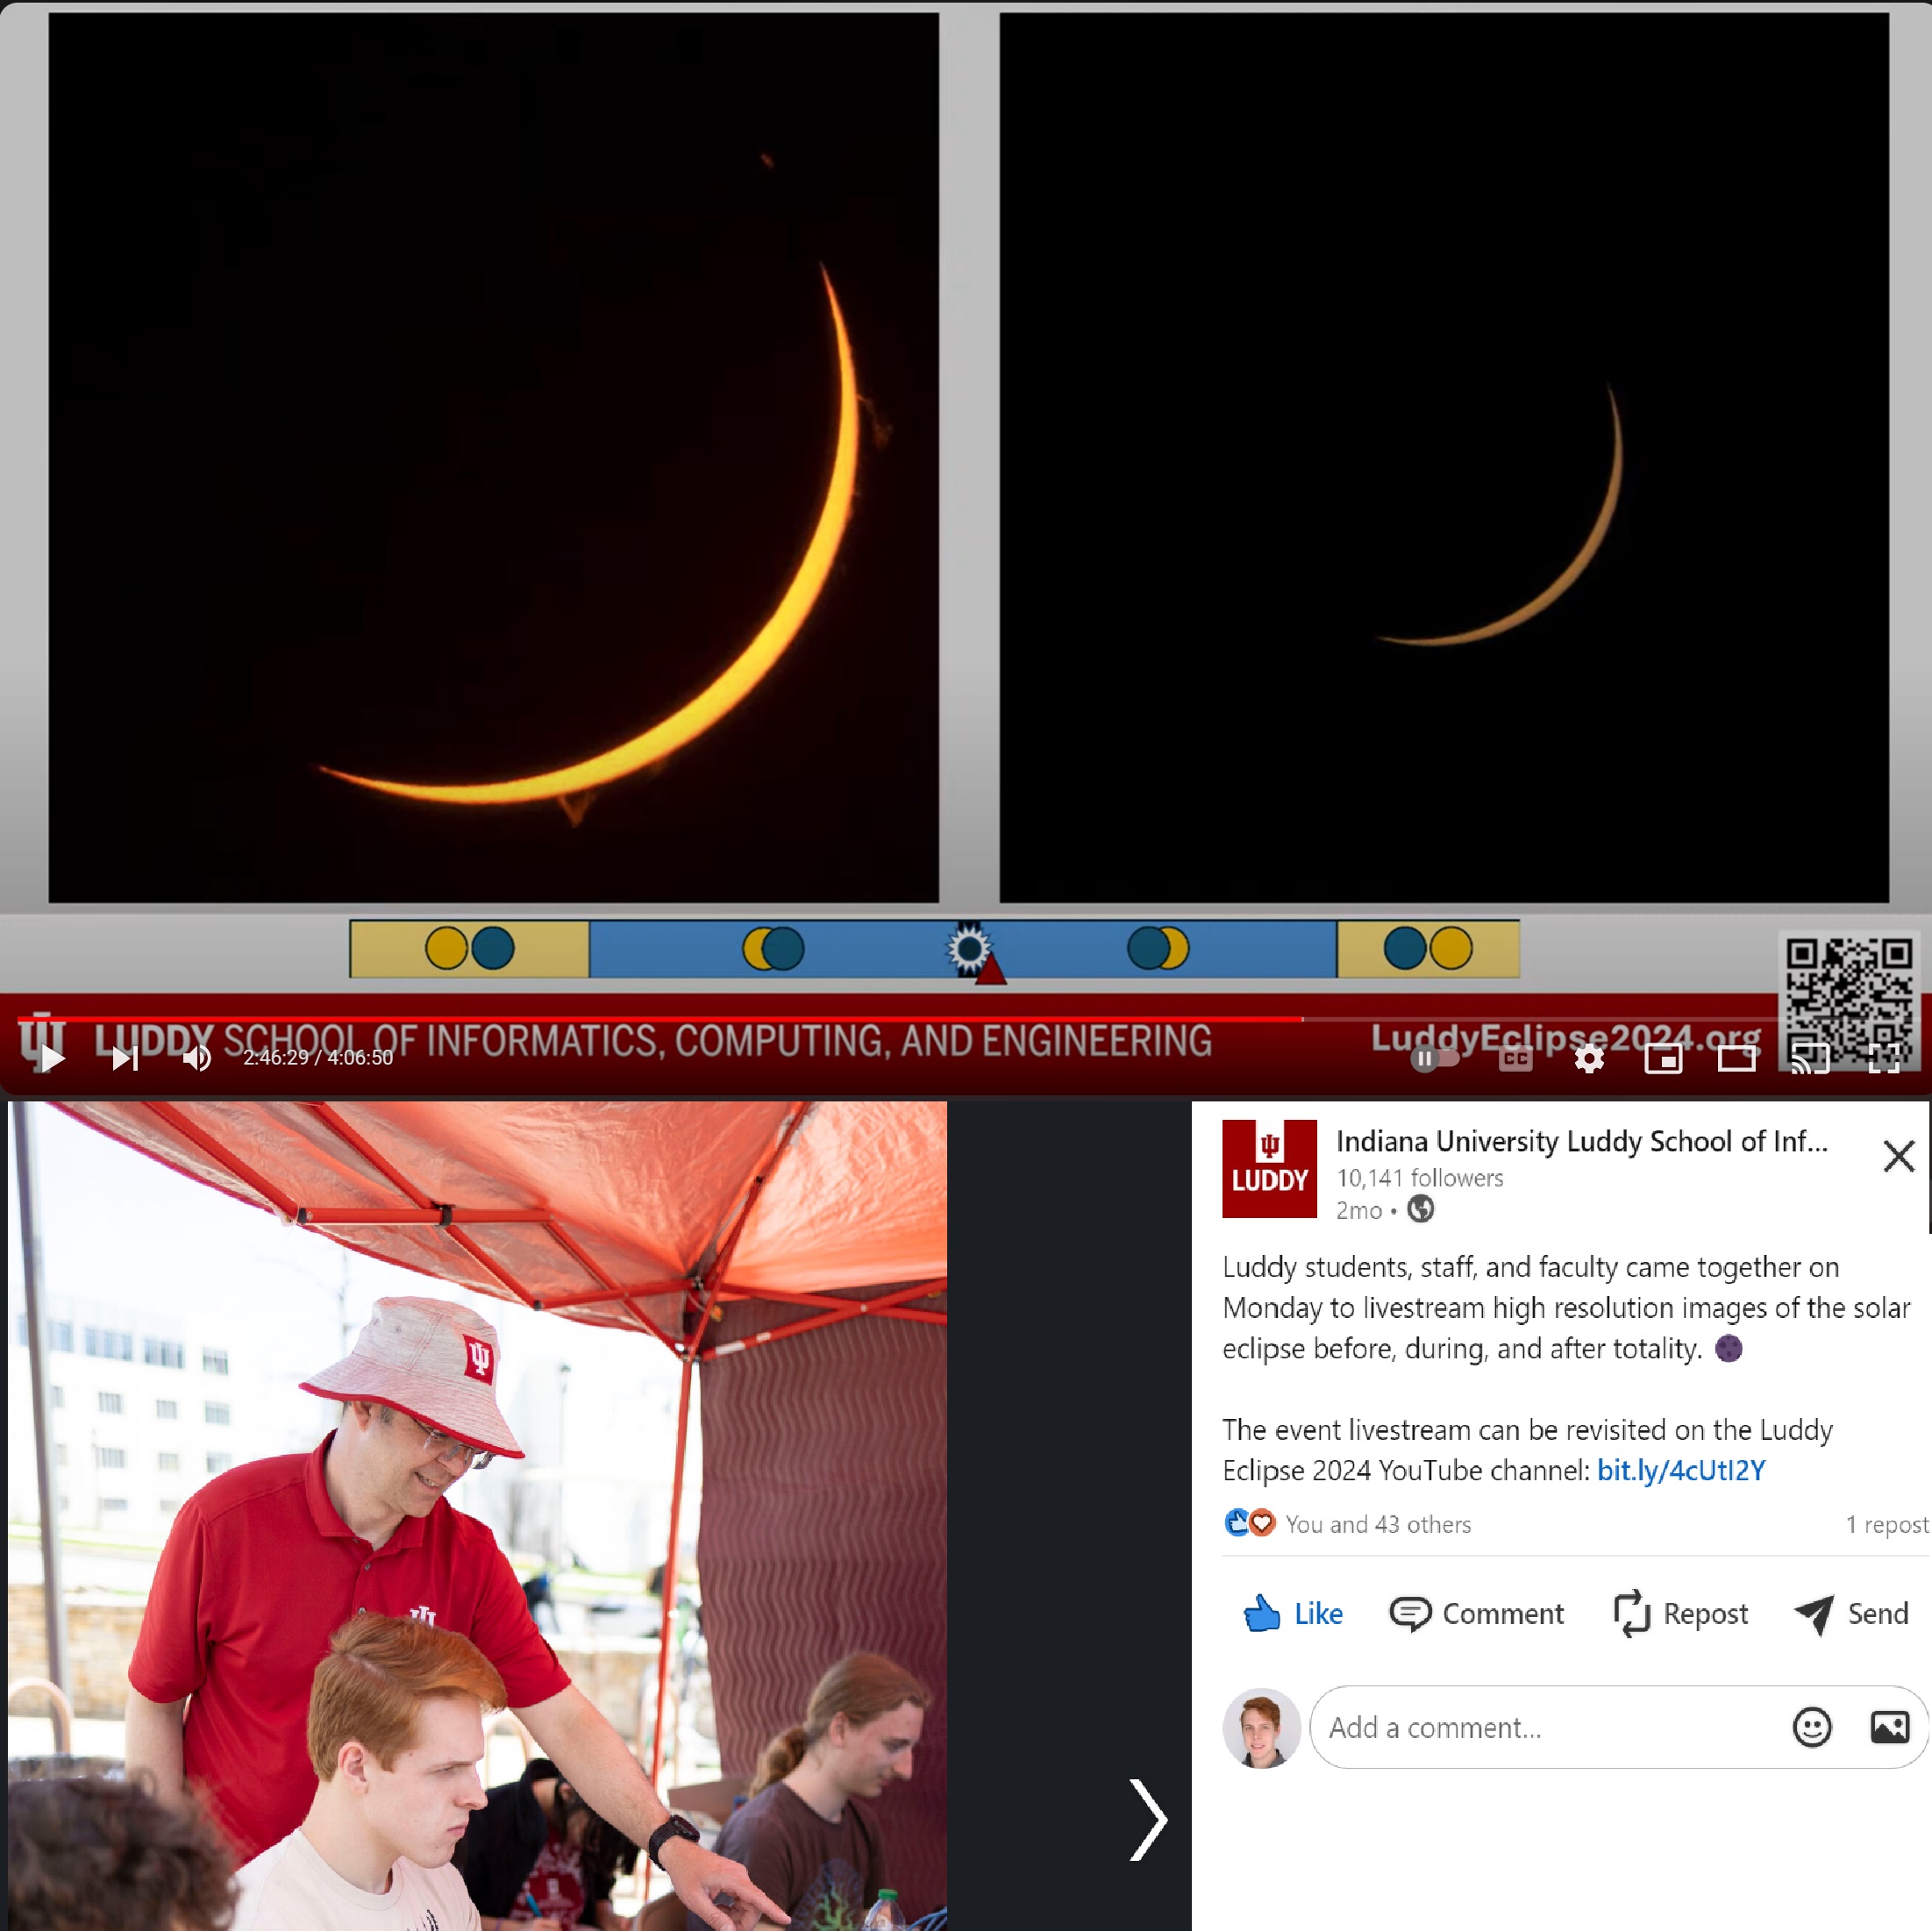 LUDDY SCHOOL OF INFORMATICS, COMPUTING, AND ENGINEERING
LuddyEclipse2024.org
2:46:29 / 4:06:50
CC
LUDDY
Indiana University Luddy School of Inf...
10,141 followers
2mo •
Luddy students, staff, and faculty came together on
Monday to livestream high resolution images of the solar
eclipse before, during, and after totality.
The event livestream can be revisited on the Luddy
Eclipse 2024 YouTube channel: bit.ly/4cUtI2Y
You and 43 others
1 repost
Like
Comment
Repost
Send
Add a comment...